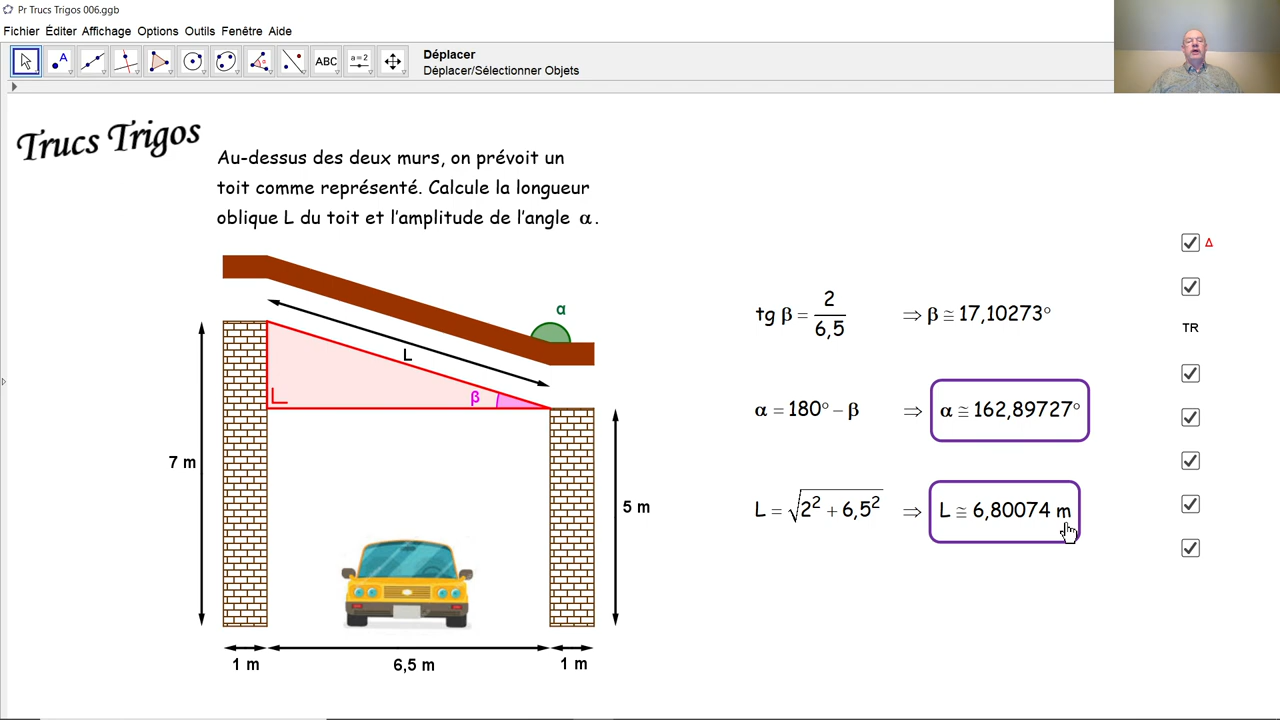 Pr Trucs Trigos 006.ggb
Fichier Éditer Affichage Options Outils Fenêtre Aide
A
ABC
a=2
Déplacer
Déplacer/Sélectionner Objets
Trucs Trigos
Au-dessus des deux murs, on prévoit un
toit comme représenté. Calcule la longueur
oblique L du toit et l'amplitude de l'angle α.
Δ
α
tg β = 2/6,5 ⇒ β ≅ 17,10273°
TR
L
β
α = 180° – β ⇒ α ≅ 162,89727°
7 m
5 m
L = √(2² + 6,5²) ⇒ L ≅ 6,80074 m
1 m 6,5 m 1 m